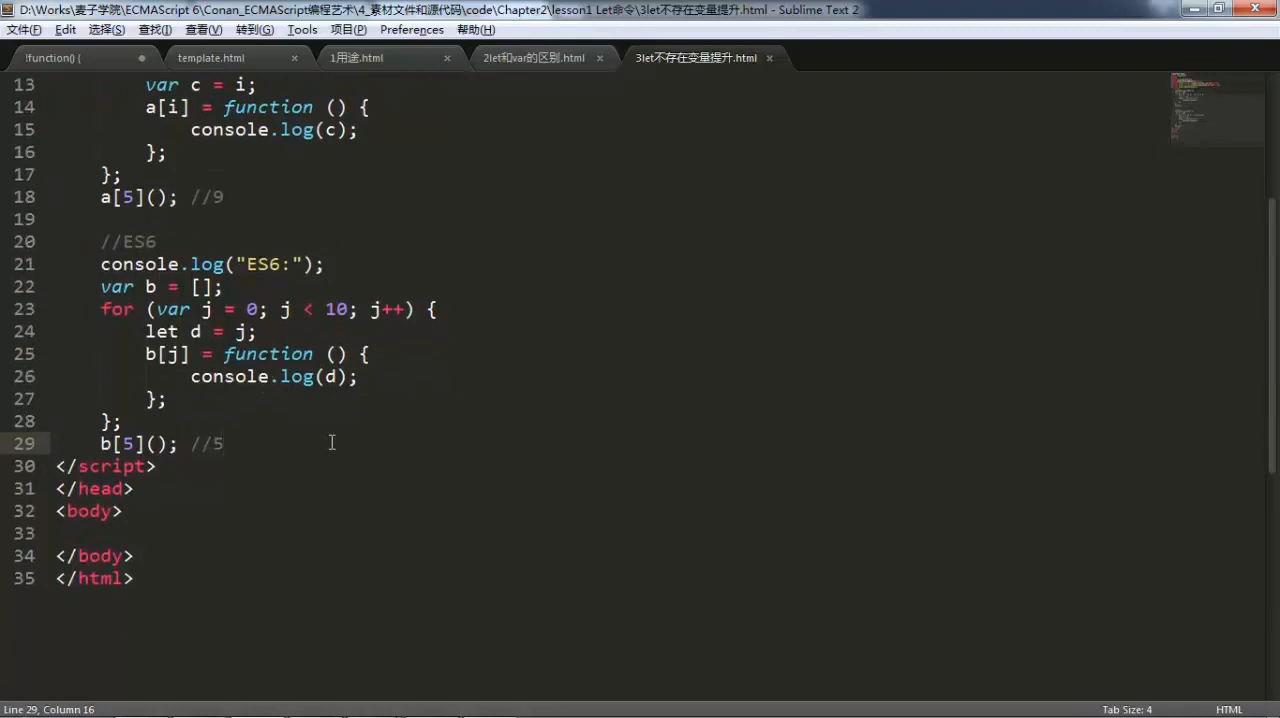 D:\Works\麦子学院\ECMAScript 6\Conan_ECMAScript编程艺术\4_素材文件和源代码\code\Chapter2\lesson1 Let命令\3let不存在变量提升.html - Sublime Text 2
文件(F) Edit 选择(S) 查找(I) 查看(V) 转到(G) Tools 项目(P) Preferences 帮助(H)
!function() { template.html × 1用途.html × 2let和var的区别.html × 3let不存在变量提升.html ×
13 var c = i;
14 a[i] = function () {
15 console.log(c);
16 };
17 };
18 a[5](); //9
19
20 //ES6
21 console.log("ES6:");
22 var b = [];
23 for (var j = 0; j < 10; j++) {
24 let d = j;
25 b[j] = function () {
26 console.log(d);
27 };
28 };
29 b[5](); //5
30 </script>
31 </head>
32 <body>
33
34 </body>
35 </html>
Line 29, Column 16 Tab Size: 4 HTML